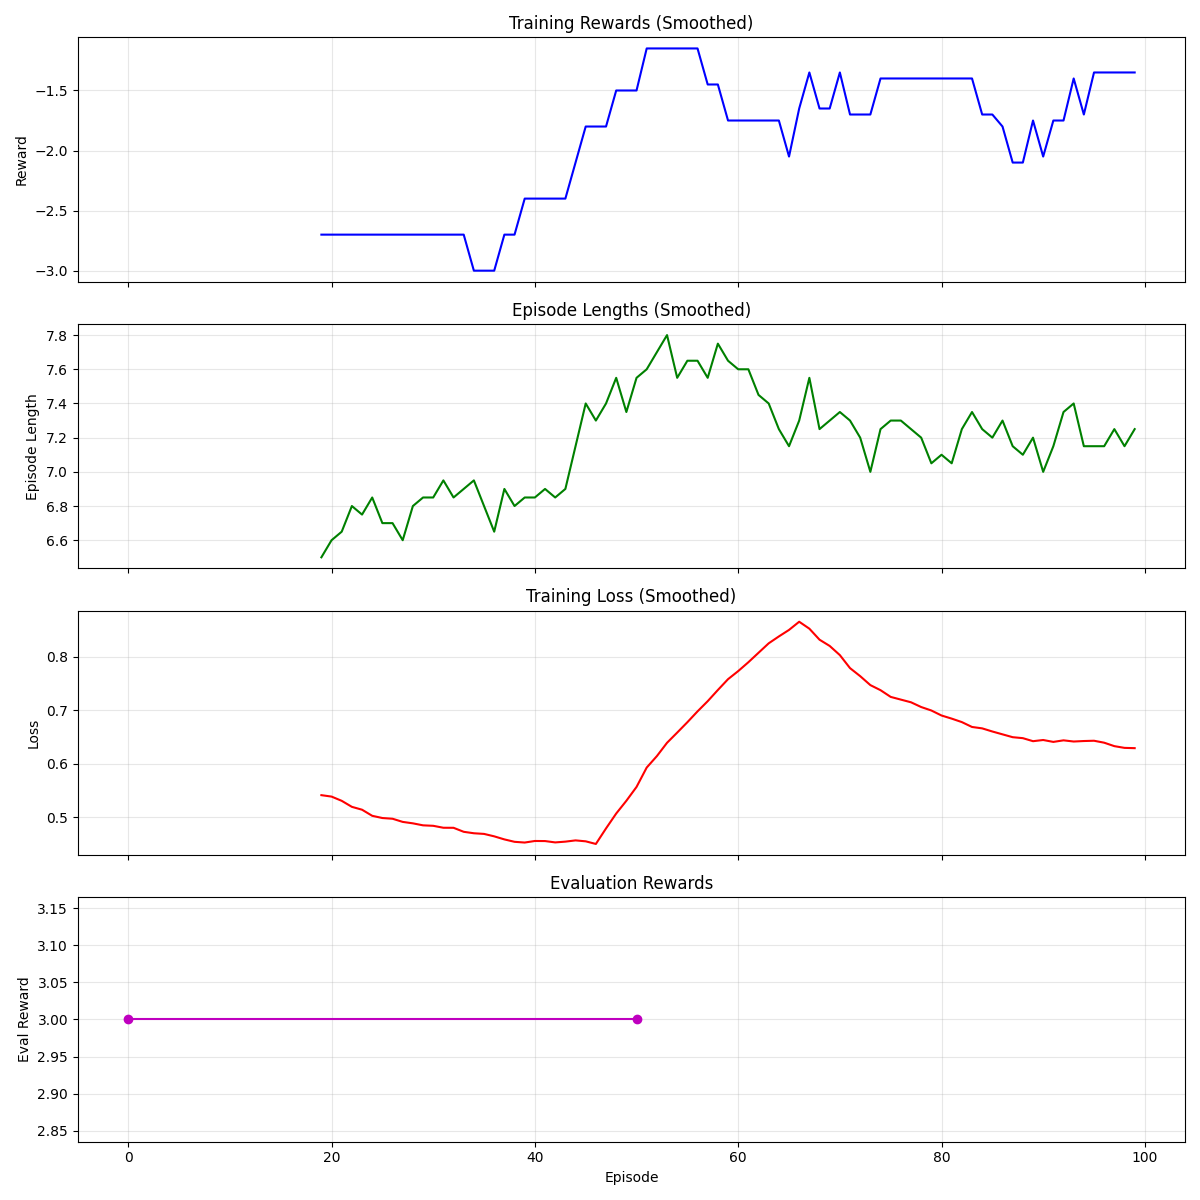 Training Rewards (Smoothed)
Reward
−1.5
−2.0
−2.5
−3.0
Episode Lengths (Smoothed)
Episode Length
7.8
7.6
7.4
7.2
7.0
6.8
6.6
Training Loss (Smoothed)
Loss
0.8
0.7
0.6
0.5
Evaluation Rewards
Eval Reward
3.15
3.10
3.05
3.00
2.95
2.90
2.85
0 20 40 60 80 100
Episode